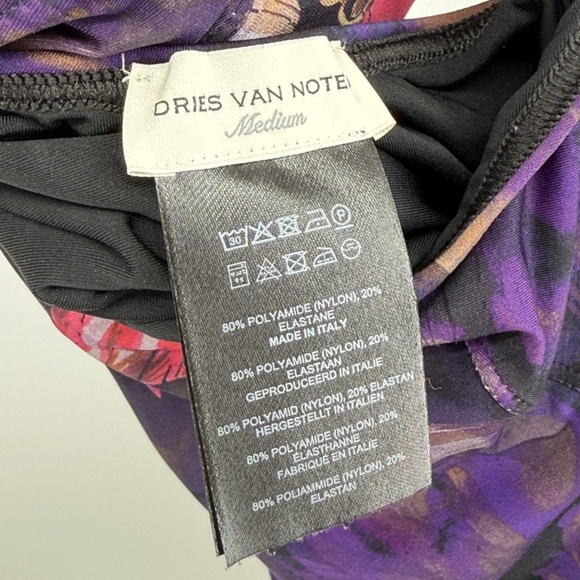 DRIES VAN NOTEN
Medium
30
P
80% POLYAMIDE (NYLON), 20%
ELASTANE
MADE IN ITALY
80% POLYAMIDE (NYLON), 20%
ELASTAAN
GEPRODUCEERD IN ITALIE
80% POLYAMID (NYLON), 20% ELASTAN
HERGESTELLT IN ITALIEN
80% POLYAMIDE (NYLON), 20%
ÉLASTHANNE
FABRIQUÉ EN ITALIE
80% POLIAMMIDE (NYLON), 20%
ELASTAN